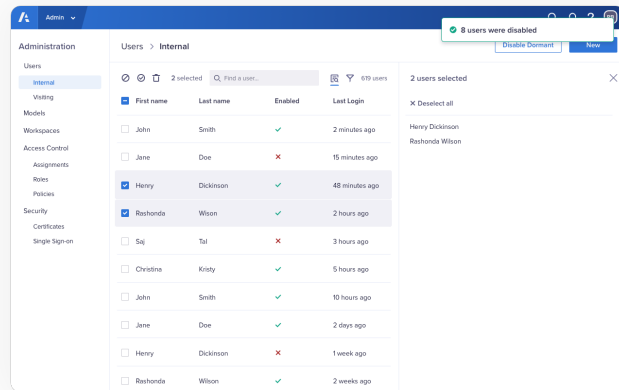 Admin
8 users were disabled
Administration
Users > Internal
Disable Dormant
New
Users
Internal
Visiting
Models
Workspaces
Access Control
Assignments
Roles
Policies
Security
Certificates
Single Sign-on
2 selected
Find a user...
619 users
First name Last name Enabled Last Login
John Smith 2 minutes ago
Jane Doe 15 minutes ago
Henry Dickinson 48 minutes ago
Rashonda Wison 2 hours ago
Saj Tal 3 hours ago
Christina Kristy 5 hours ago
John Smith 10 hours ago
Jane Doe 2 days ago
Henry Dickinson 1 week ago
Rashonda Wilson 2 weeks ago
2 users selected
Deselect all
Henry Dickinson
Rashonda Wilson